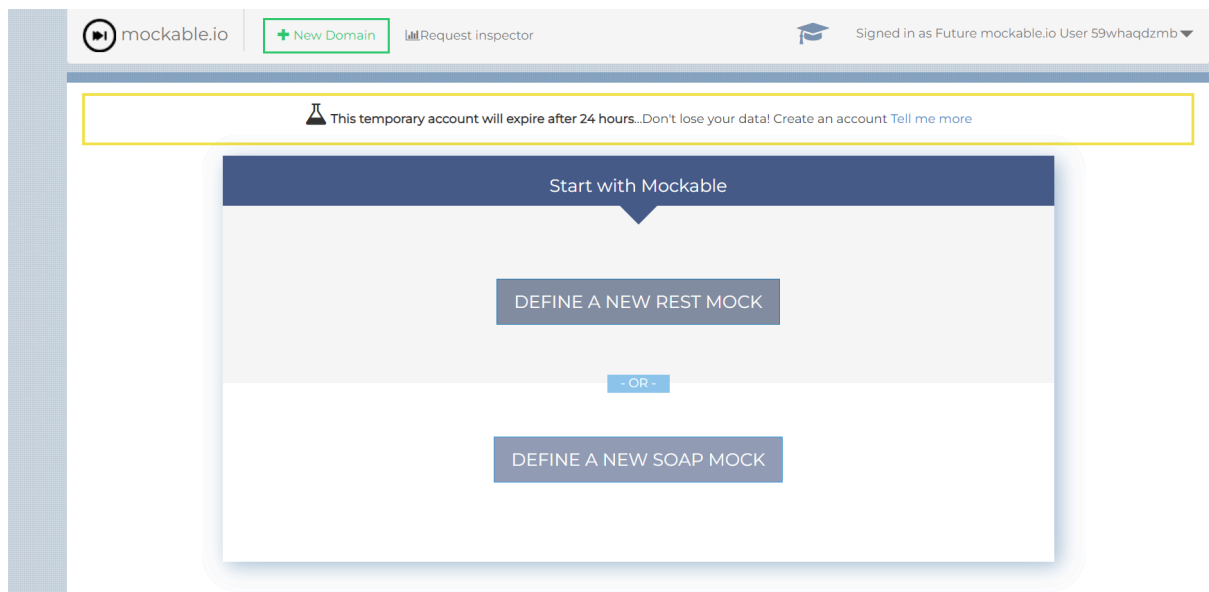 mockable.io
New Domain
Request inspector
Signed in as Future mockable.io User 59whaqdzmb
This temporary account will expire after 24 hours...Don't lose your data! Create an account Tell me more
Start with Mockable
DEFINE A NEW REST MOCK
- OR -
DEFINE A NEW SOAP MOCK